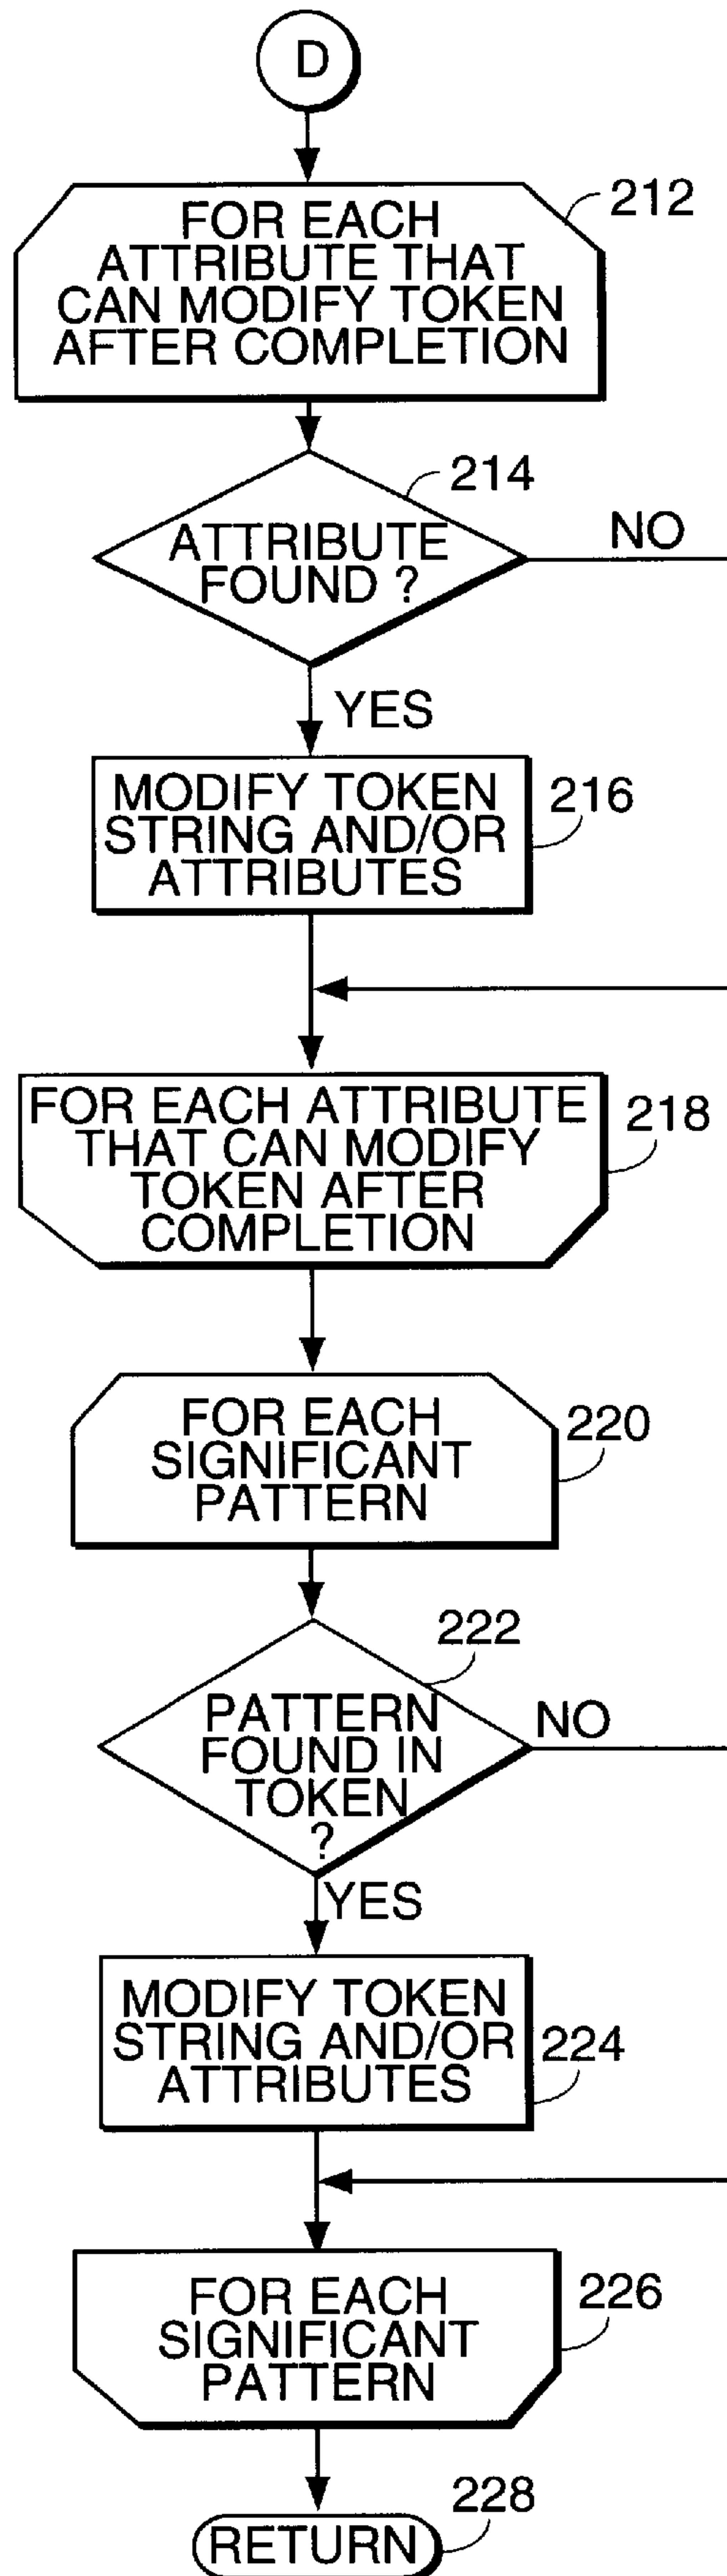 D
FOR EACH
ATTRIBUTE THAT
CAN MODIFY TOKEN
AFTER COMPLETION
212
ATTRIBUTE
FOUND ?
214
NO
YES
MODIFY TOKEN
STRING AND/OR
ATTRIBUTES
216
FOR EACH ATTRIBUTE
THAT CAN MODIFY
TOKEN AFTER
COMPLETION
218
FOR EACH
SIGNIFICANT
PATTERN
220
PATTERN
FOUND IN
TOKEN
?
222
NO
YES
MODIFY TOKEN
STRING AND/OR
ATTRIBUTES
224
FOR EACH
SIGNIFICANT
PATTERN
226
RETURN
228